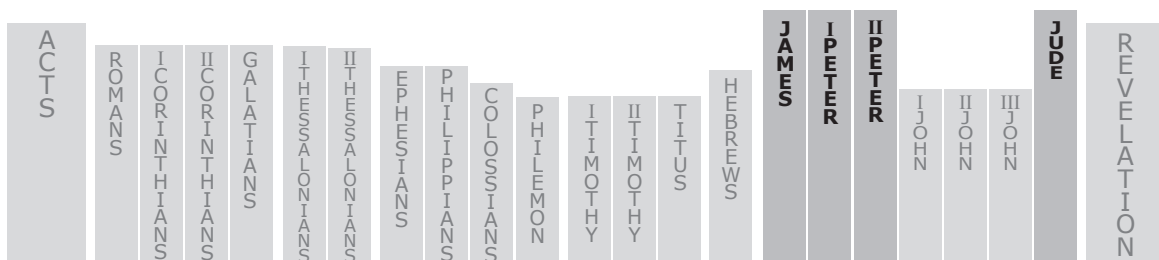 ACTS
ROMANS
I CORINTHIANS
II CORINTHIANS
GALATIANS
I THESSALONIANS
II THESSALONIANS
EPHESIANS
PHILIPPIANS
COLOSSIANS
PHILEMON
I TIMOTHY
II TIMOTHY
TITUS
HEBREWS
JAMES
I PETER
II PETER
I JOHN
II JOHN
III JOHN
JUDE
REVELATION